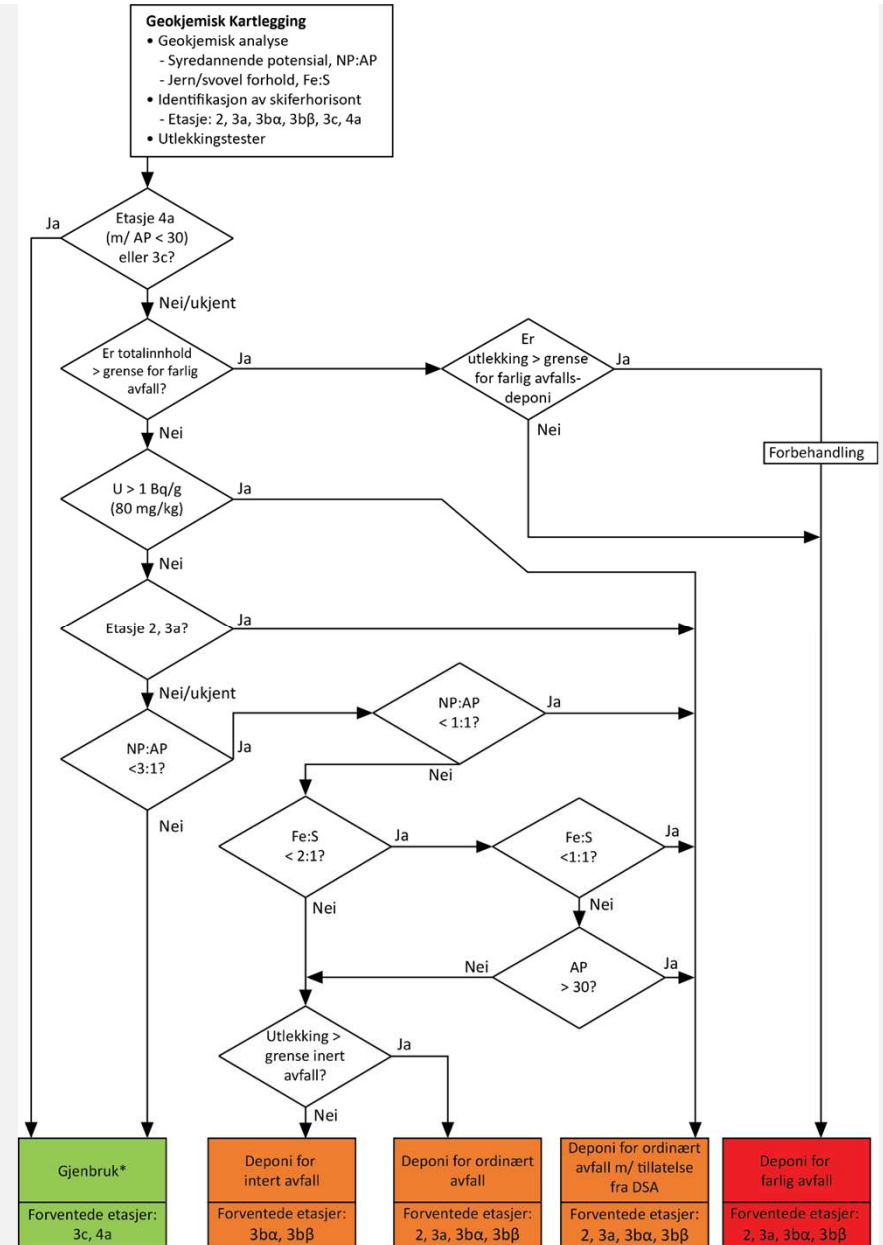 Geokjemisk Kartlegging
• Geokjemisk analyse
- Syredannende potensial, NP:AP
- Jern/svovel forhold, Fe:S
• Identifikasjon av skiferhorisont
- Etasje: 2, 3a, 3bα, 3bβ, 3c, 4a
• Utlekkingstester
Ja
Etasje 4a
(m/ AP < 30)
eller 3c?
Nei/ukjent
Er totalinnhold
> grense for farlig
avfall?
Ja
Er
utlekking > grense
for farlig avfalls-
deponi
Ja
Nei
Nei
Forbehandling
U > 1 Bq/g
(80 mg/kg)
Ja
Nei
Etasje 2, 3a?
Ja
Nei/ukjent
NP:AP
<3:1?
Ja
NP:AP
< 1:1?
Ja
Nei
Nei
Fe:S
< 2:1?
Ja
Fe:S
<1:1?
Ja
Nei
Nei
AP
> 30?
Nei
Ja
Utlekking >
grense inert
avfall?
Ja
Nei
Gjenbruk*
Forventede etasjer:
3c, 4a
Deponi for
intert avfall
Forventede etasjer:
3bα, 3bβ
Deponi for ordinært
avfall
Forventede etasjer:
2, 3a, 3bα, 3bβ
Deponi for ordinært
avfall m/ tillatelse
fra DSA
Forventede etasjer:
2, 3a, 3bα, 3bβ
Deponi for
farlig avfall
Forventede etasjer:
2, 3a, 3bα, 3bβ